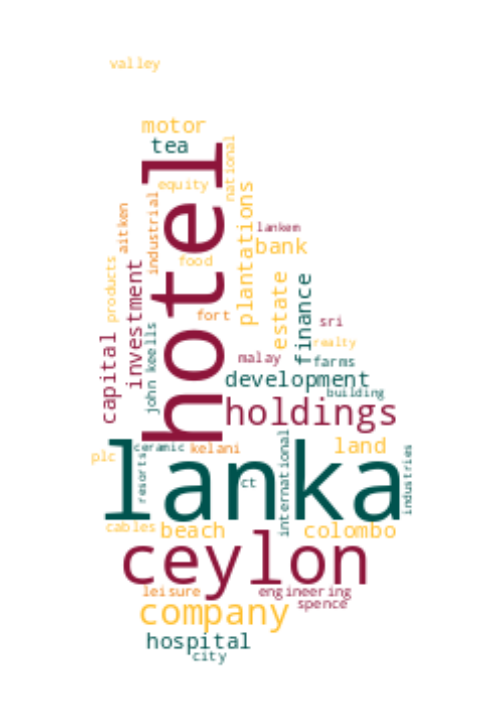 valley
motor
tea
hotel
national
equity
plantations
industrial
aitken
lankem
bank
food
products
investment
estate
finance
fort
sri
john keells
capital
realty
malay
farms
development
building
holdings
lanka
ceramic
kelani
land
plc
resorts
international
industries
ct
cables
beach
colombo
ceylon
leisure
engineering
company
spence
hospital
city